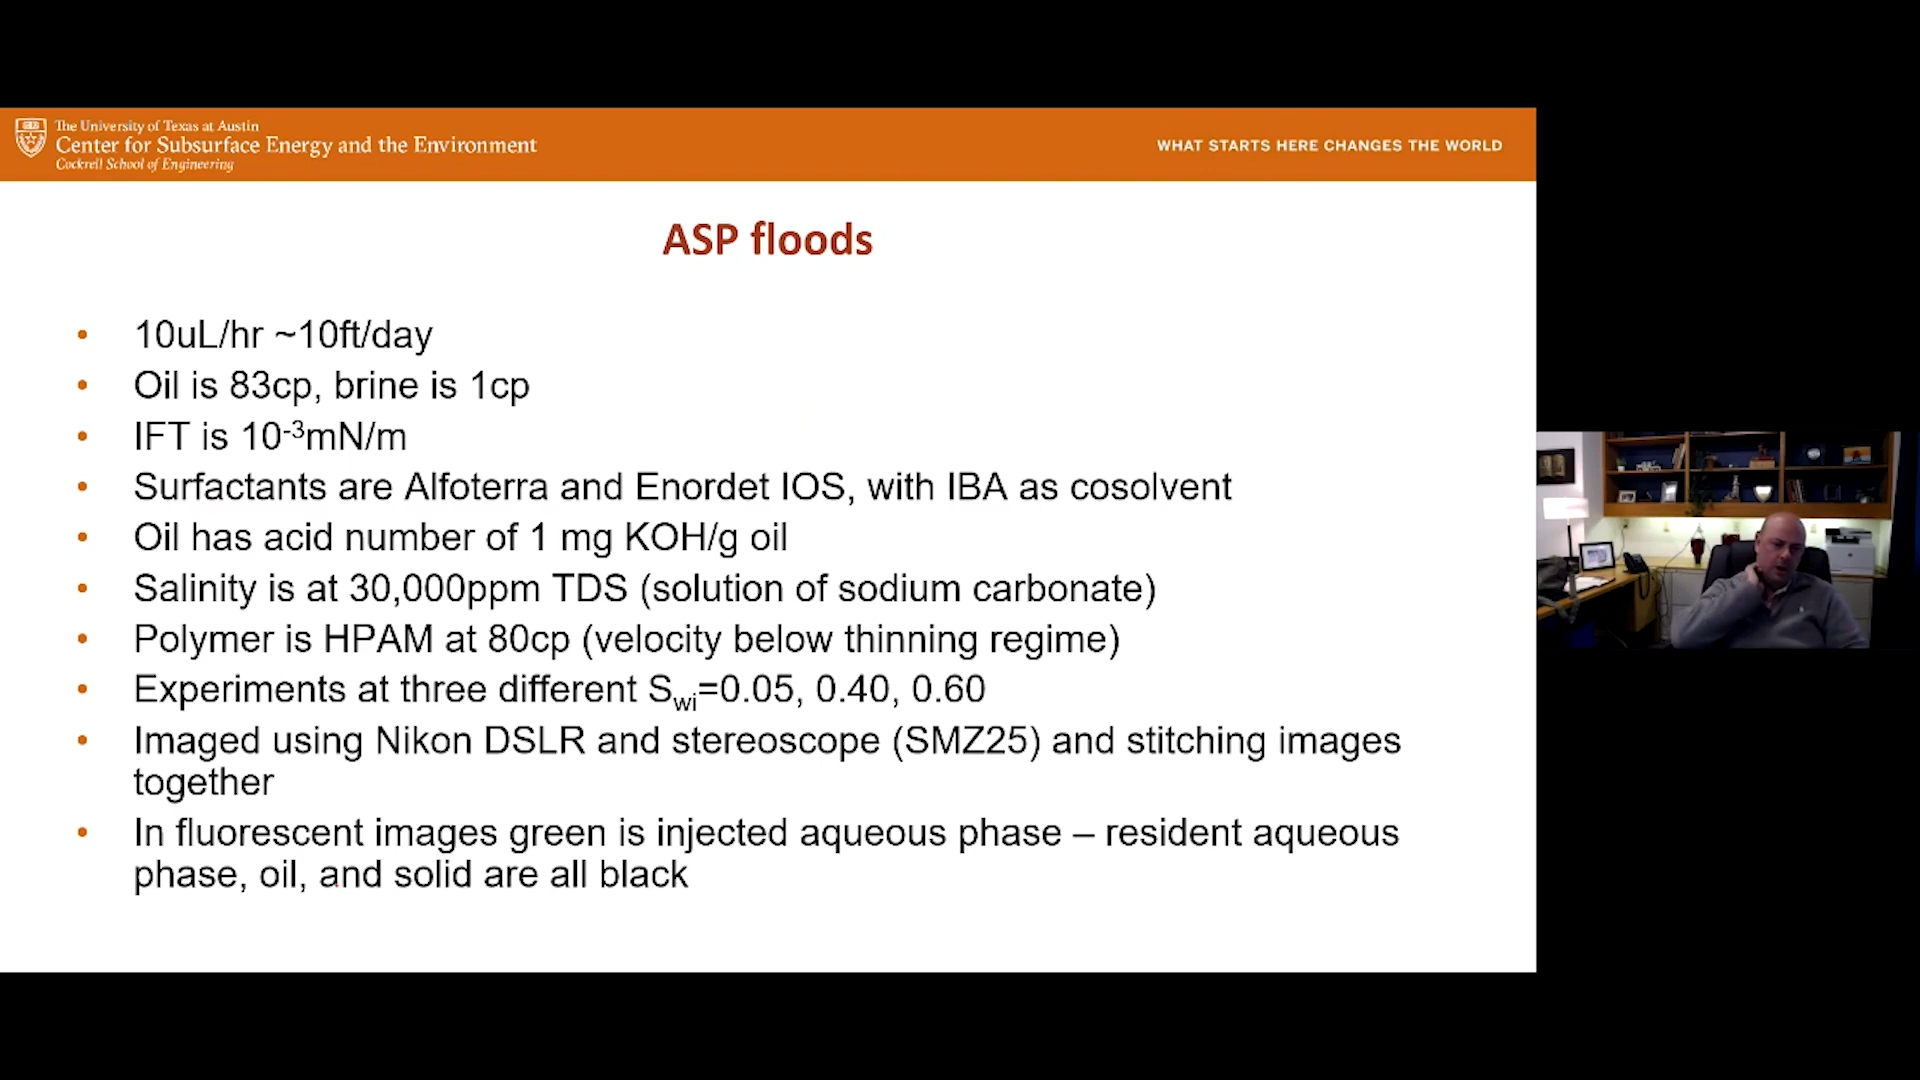 The University of Texas at Austin
Center for Subsurface Energy and the Environment
Cockrell School of Engineering
WHAT STARTS HERE CHANGES THE WORLD
ASP floods
• 10uL/hr ~10ft/day
• Oil is 83cp, brine is 1cp
• IFT is 10⁻³mN/m
• Surfactants are Alfoterra and Enordet IOS, with IBA as cosolvent
• Oil has acid number of 1 mg KOH/g oil
• Salinity is at 30,000ppm TDS (solution of sodium carbonate)
• Polymer is HPAM at 80cp (velocity below thinning regime)
• Experiments at three different Swi=0.05, 0.40, 0.60
• Imaged using Nikon DSLR and stereoscope (SMZ25) and stitching images
together
• In fluorescent images green is injected aqueous phase – resident aqueous
phase, oil, and solid are all black